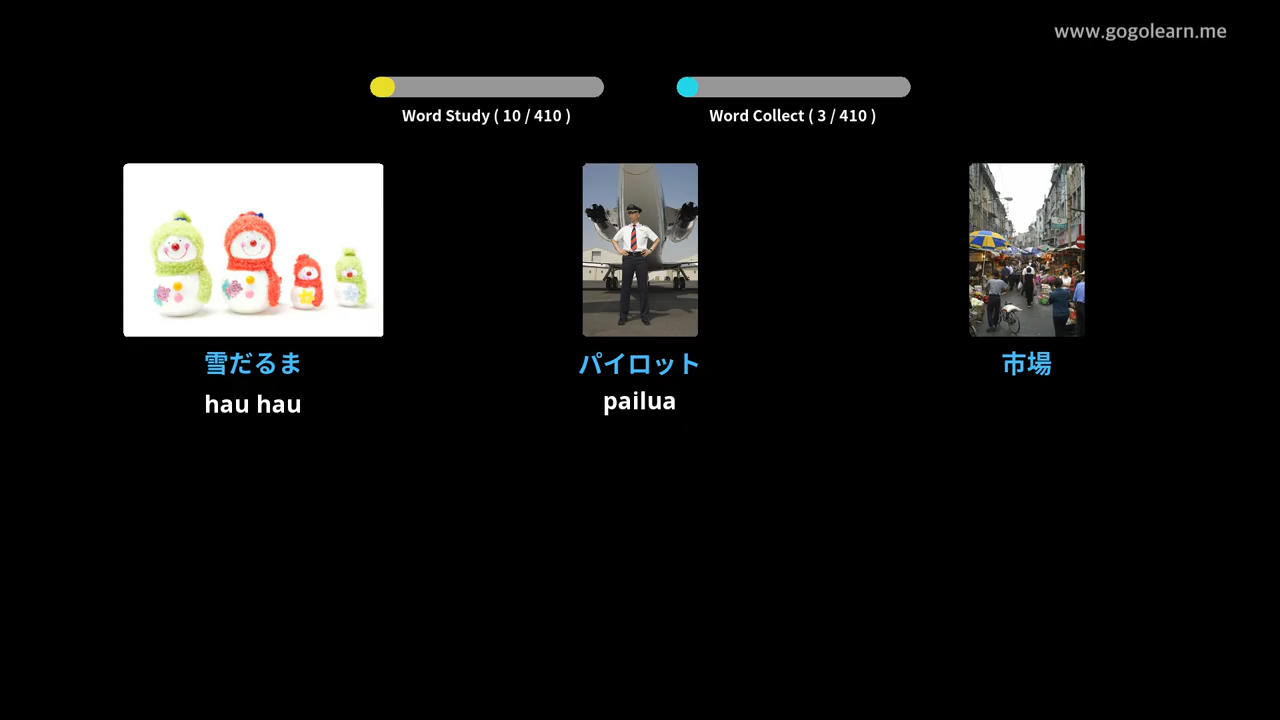 www.gogolearn.me
Word Study ( 10 / 410 )
Word Collect ( 3 / 410 )
雪だるま
パイロット
市場
hau hau
pailua